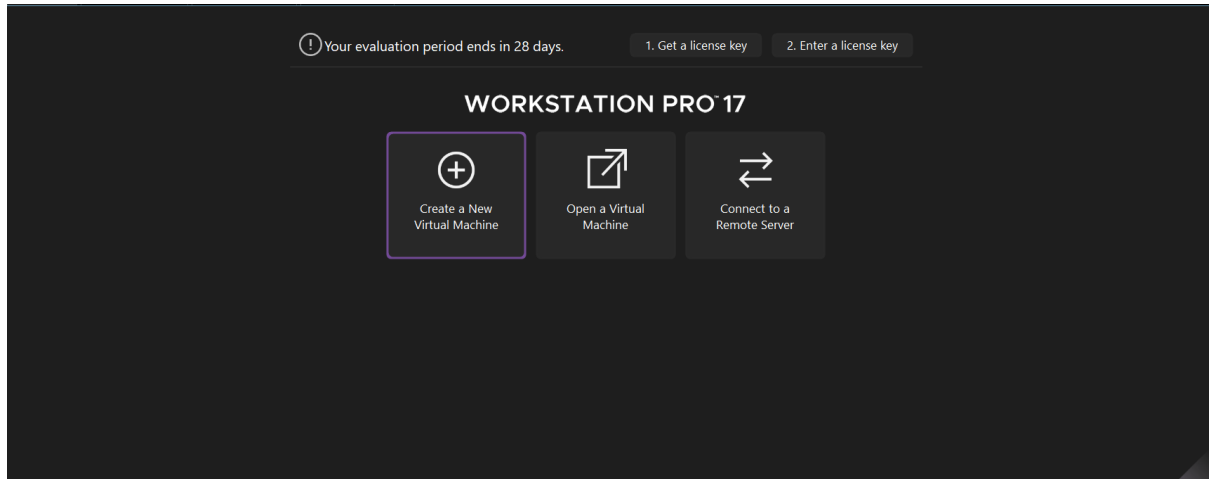 Your evaluation period ends in 28 days.
1. Get a license key
2. Enter a license key
WORKSTATION PRO™ 17
Create a New
Virtual Machine
Open a Virtual
Machine
Connect to a
Remote Server